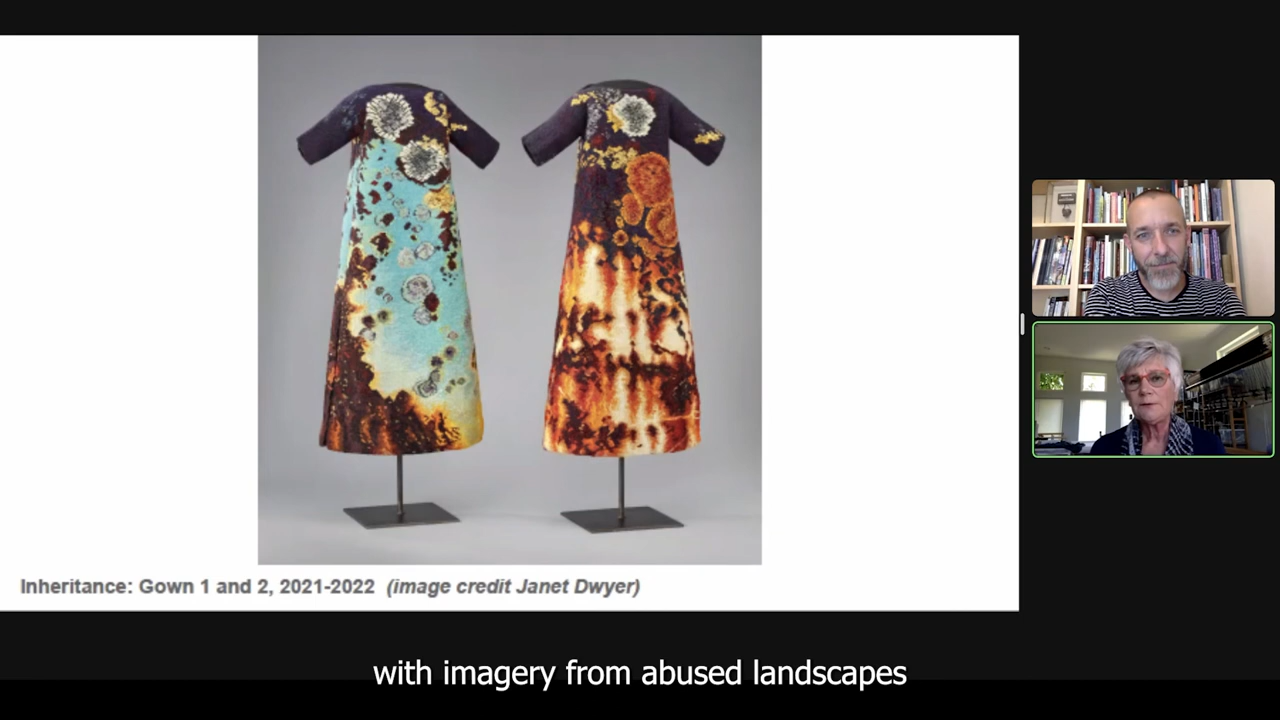 Inheritance: Gown 1 and 2, 2021-2022 (image credit Janet Dwyer)
with imagery from abused landscapes